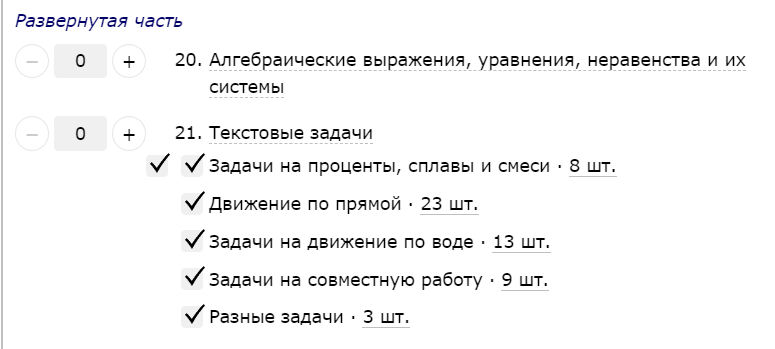 Развернутая часть
– 0 + 20. Алгебраические выражения, уравнения, неравенства и их
системы
– 0 + 21. Текстовые задачи
Задачи на проценты, сплавы и смеси · 8 шт.
Движение по прямой · 23 шт.
Задачи на движение по воде · 13 шт.
Задачи на совместную работу · 9 шт.
Разные задачи · 3 шт.